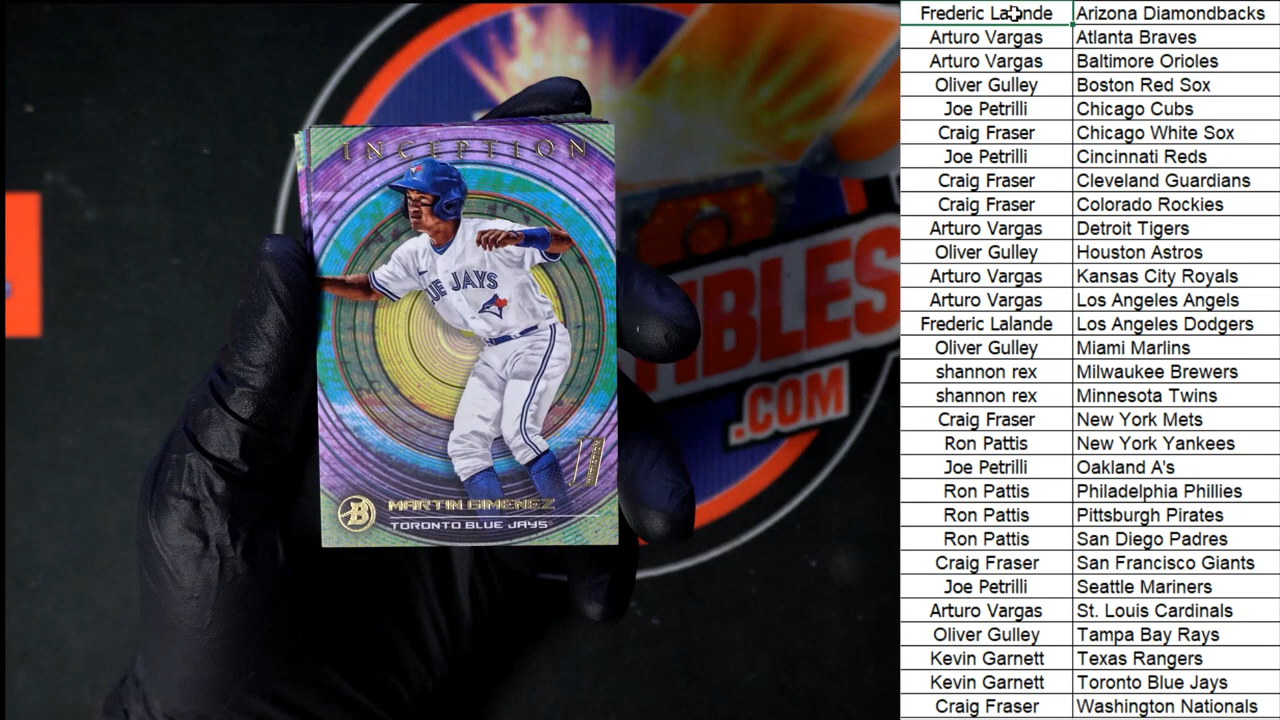 INCEPTION
BLUE JAYS
MARTIN GIMENEZ
TORONTO BLUE JAYS
B
.COM
Frederic Lalande Arizona Diamondbacks
Arturo Vargas Atlanta Braves
Arturo Vargas Baltimore Orioles
Oliver Gulley Boston Red Sox
Joe Petrilli Chicago Cubs
Craig Fraser Chicago White Sox
Joe Petrilli Cincinnati Reds
Craig Fraser Cleveland Guardians
Craig Fraser Colorado Rockies
Arturo Vargas Detroit Tigers
Oliver Gulley Houston Astros
Arturo Vargas Kansas City Royals
Arturo Vargas Los Angeles Angels
Frederic Lalande Los Angeles Dodgers
Oliver Gulley Miami Marlins
shannon rex Milwaukee Brewers
shannon rex Minnesota Twins
Craig Fraser New York Mets
Ron Pattis New York Yankees
Joe Petrilli Oakland A's
Ron Pattis Philadelphia Phillies
Ron Pattis Pittsburgh Pirates
Ron Pattis San Diego Padres
Craig Fraser San Francisco Giants
Joe Petrilli Seattle Mariners
Arturo Vargas St. Louis Cardinals
Oliver Gulley Tampa Bay Rays
Kevin Garnett Texas Rangers
Kevin Garnett Toronto Blue Jays
Craig Fraser Washington Nationals